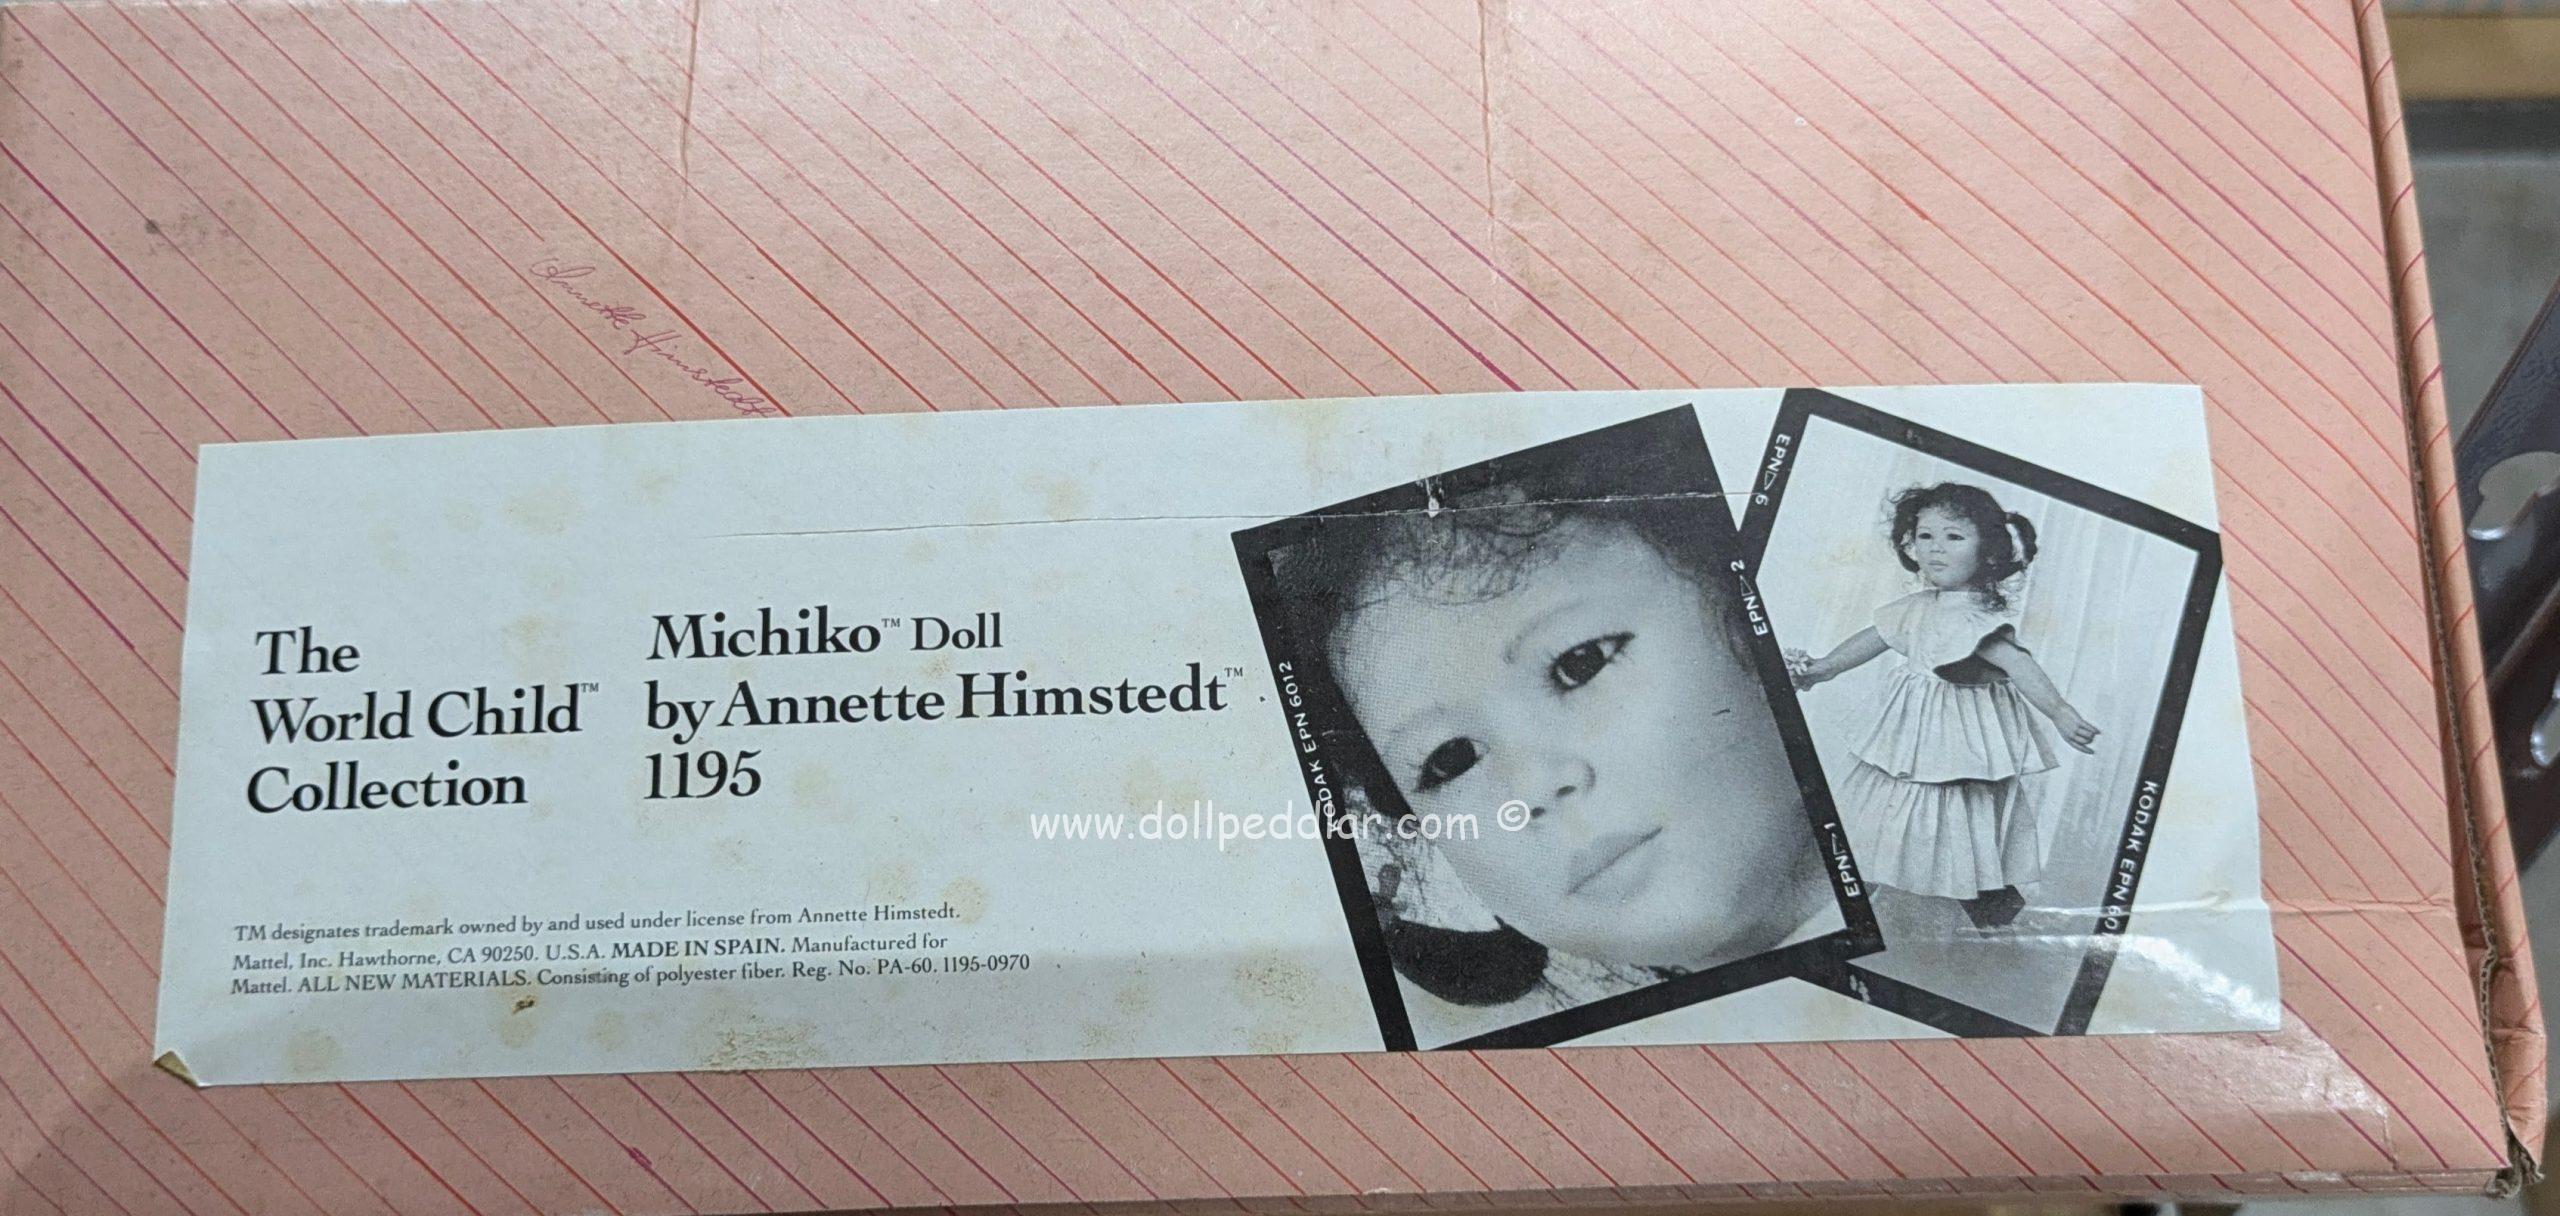 Annette Himstedt
The
World Child™
Collection
Michiko™ Doll
by Annette Himstedt™
1195
TM designates trademark owned by and used under license from Annette Himstedt.
Mattel, Inc. Hawthorne, CA 90250. U.S.A. MADE IN SPAIN. Manufactured for
Mattel. ALL NEW MATERIALS. Consisting of polyester fiber. Reg. No. PA-60. 1195-0970
KODAK EPN 6012
EPN▷2
EPN▷1
EPN▷6
KODAK EPN 60
www.dollpeddlar.com ©